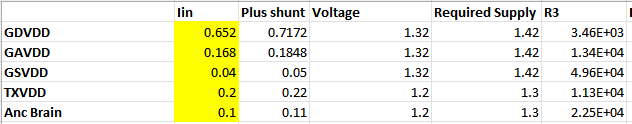 Iin Plus shunt Voltage Required Supply R3
GDVDD 0.652 0.7172 1.32 1.42 3.46E+03
GAVDD 0.168 0.1848 1.32 1.42 1.34E+04
GSVDD 0.04 0.05 1.32 1.42 4.96E+04
TXVDD 0.2 0.22 1.2 1.3 1.13E+04
Anc Brain 0.1 0.11 1.2 1.3 2.25E+04